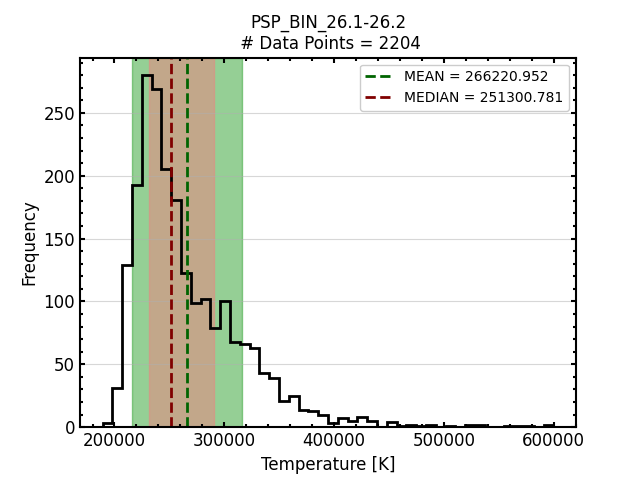 PSP_BIN_26.1-26.2
# Data Points = 2204
MEAN = 266220.952
MEDIAN = 251300.781
Frequency
250
200
150
100
50
0
200000 300000 400000 500000 600000
Temperature [K]